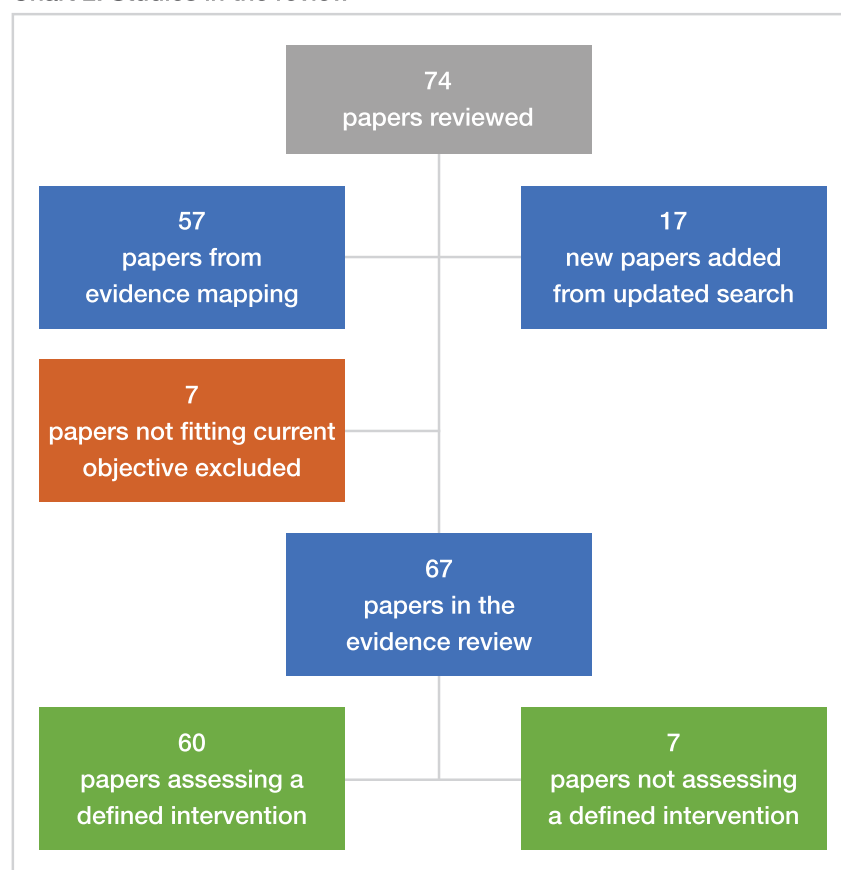 74
papers reviewed
57
papers from
evidence mapping
17
new papers added
from updated search
7
papers not fitting current
objective excluded
67
papers in the
evidence review
60
papers assessing a
defined intervention
7
papers not assessing
a defined intervention